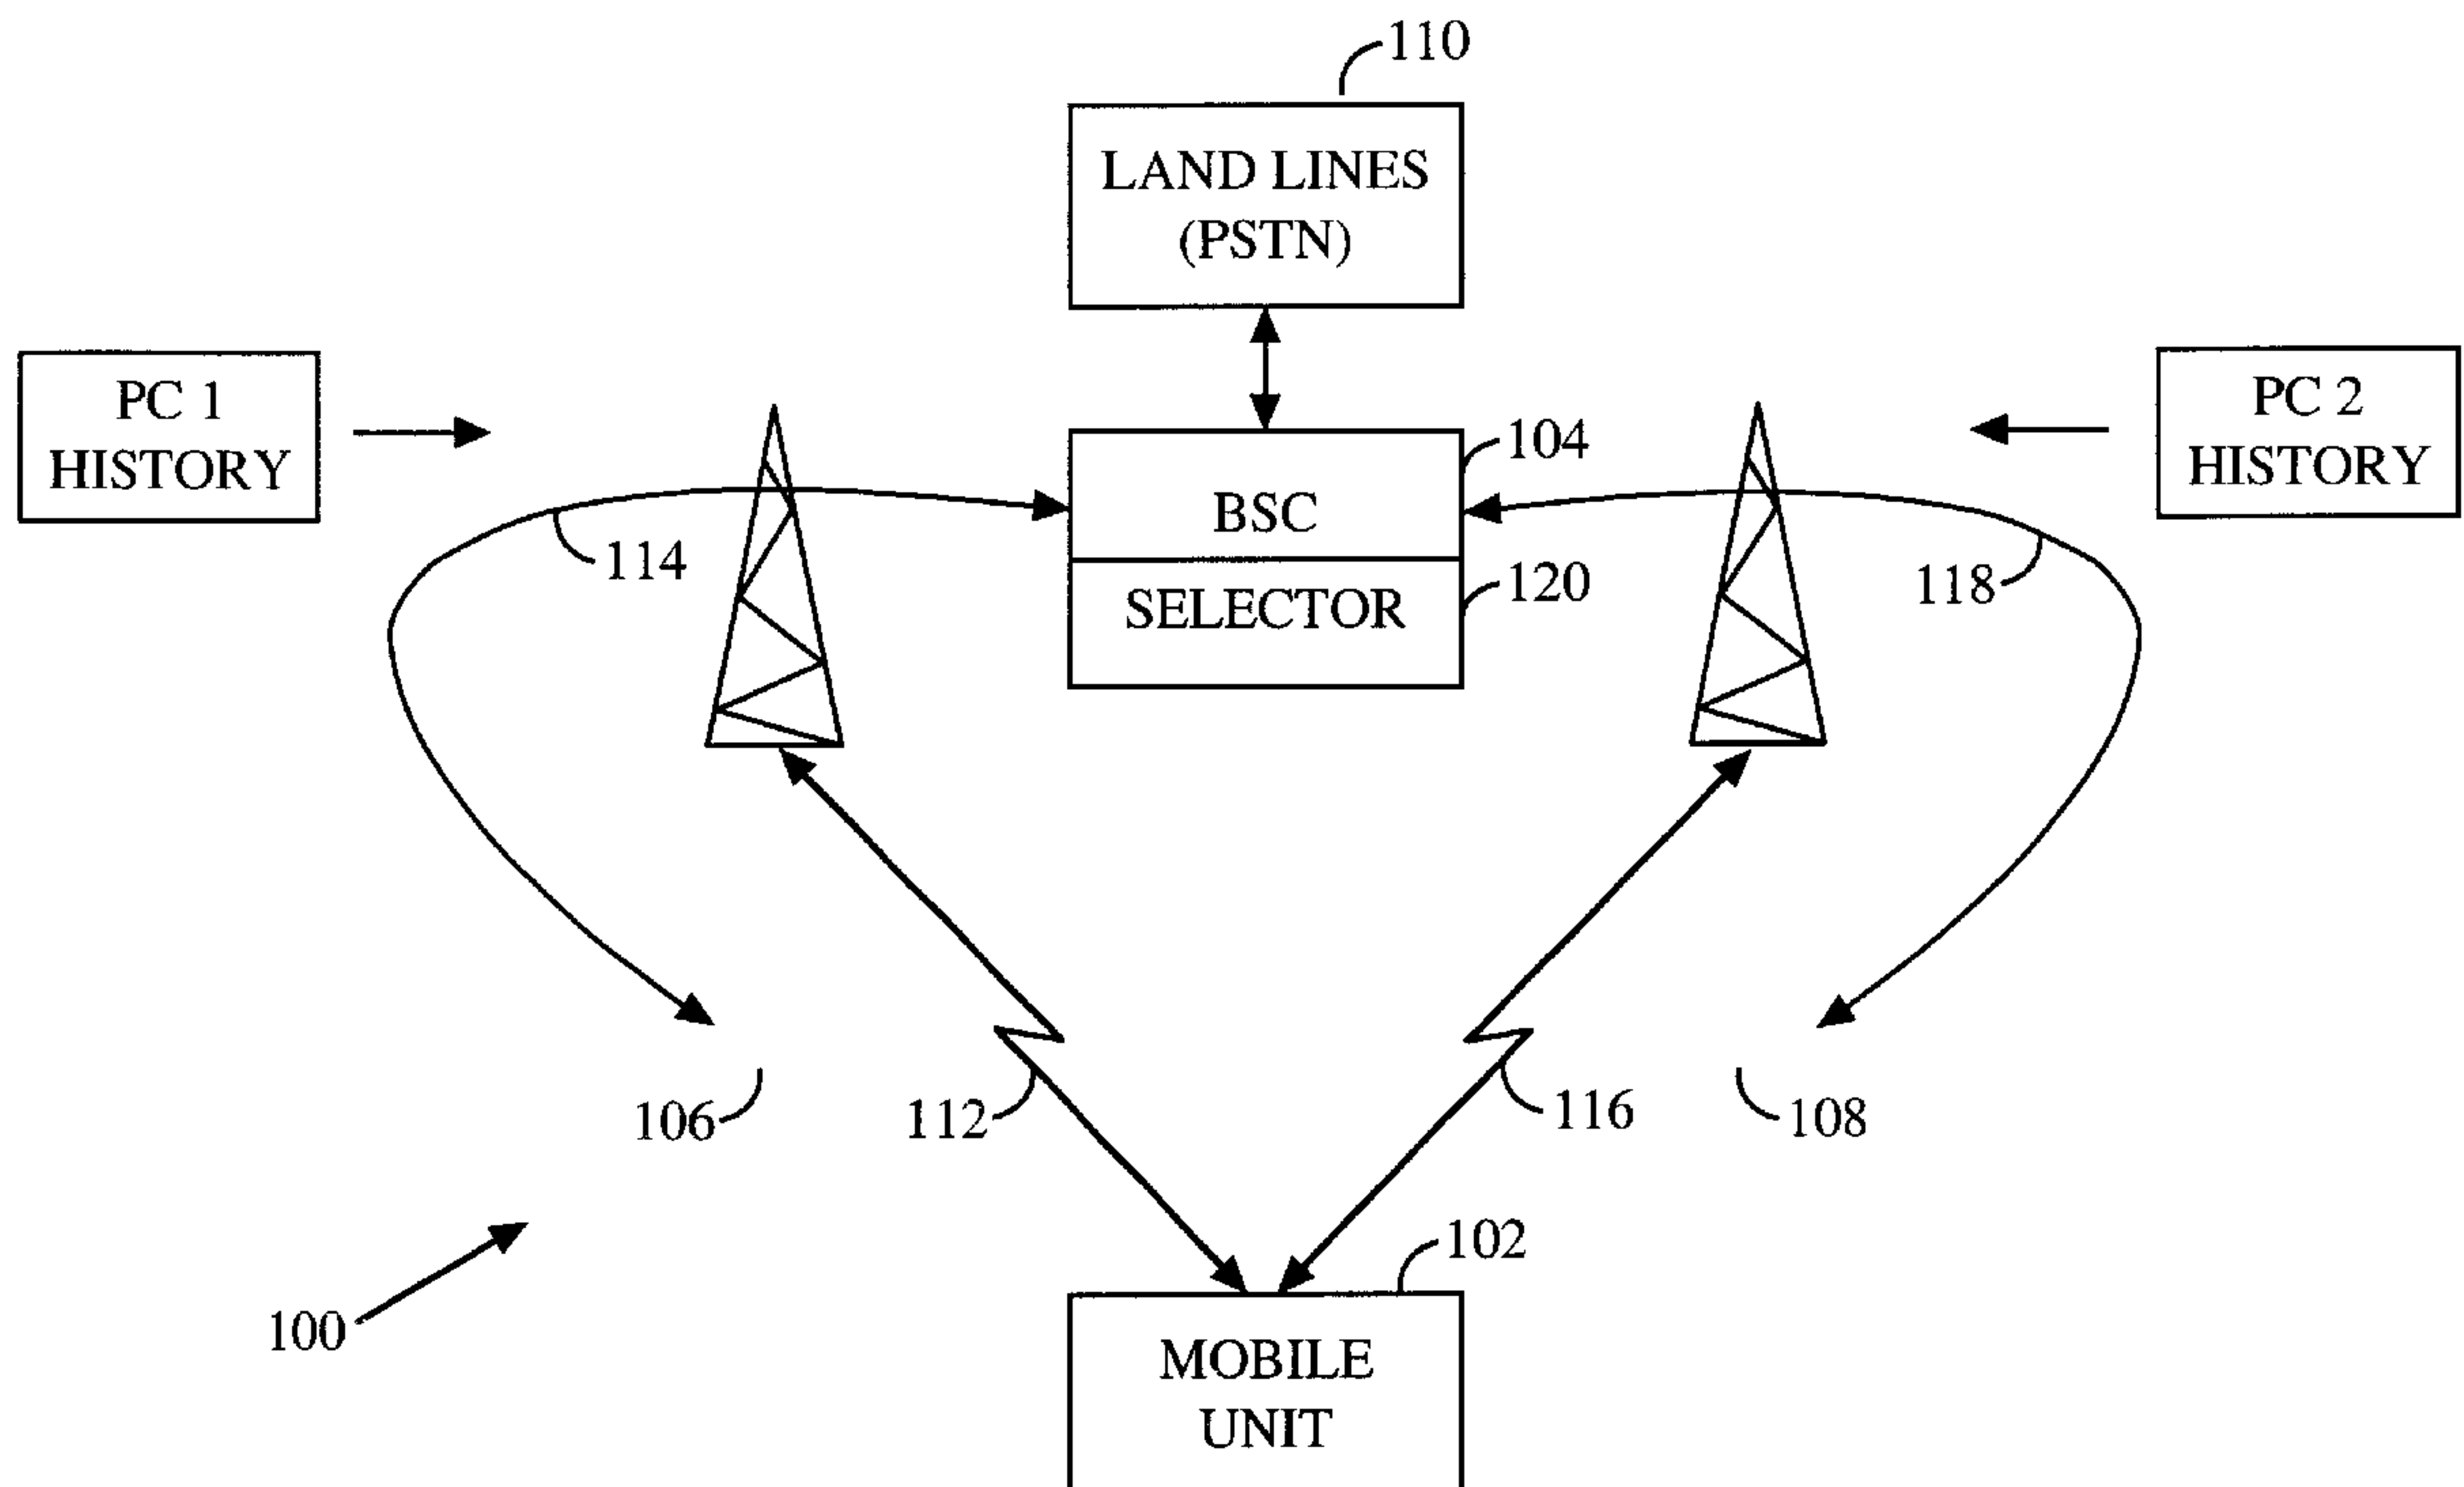 110
LAND LINES
(PSTN)
PC 1
HISTORY
PC 2
HISTORY
104
BSC
114
120
SELECTOR
118
106
112
116
108
102
100
MOBILE
UNIT